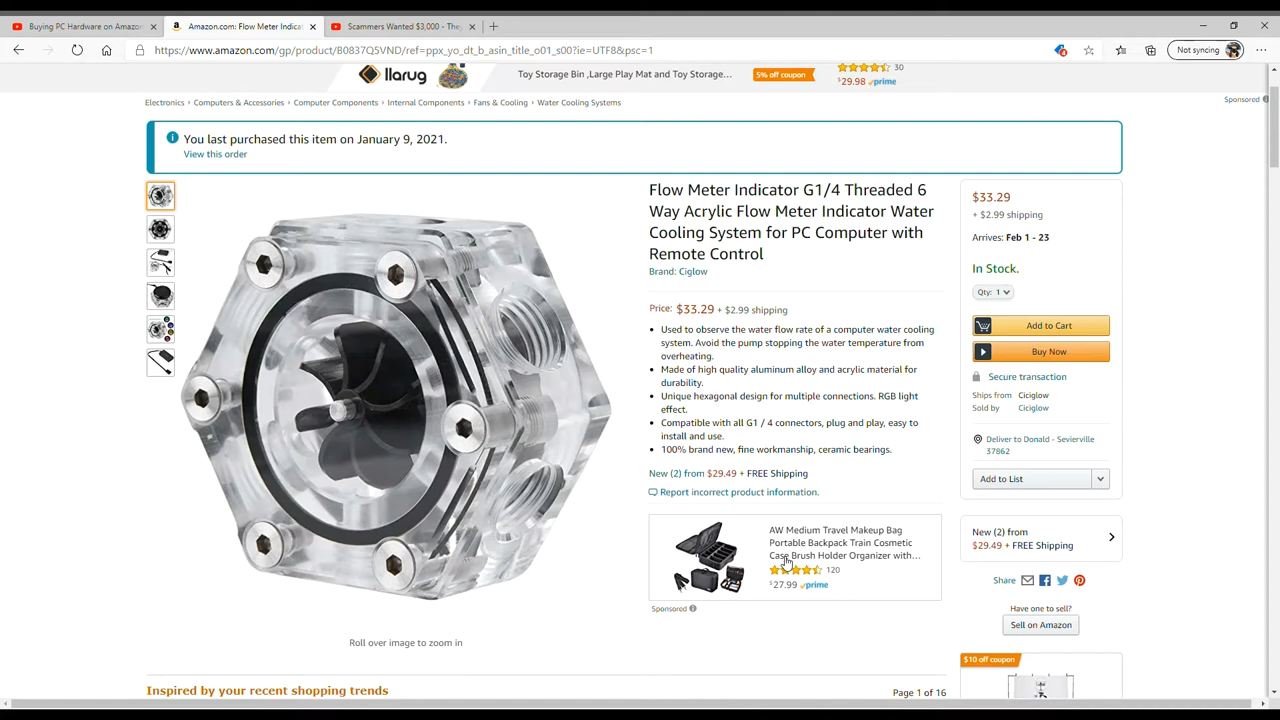 Buying PC Hardware on Amazon
Amazon.com: Flow Meter Indicat
Scammers Wanted $3,000 - The
https://www.amazon.com/gp/product/B0837Q5VND/ref=ppx_yo_dt_b_asin_title_o01_s00?ie=UTF8&psc=1
Not syncing
llarug
Toy Storage Bin ,Large Play Mat and Toy Storage...
5% off coupon
30
$29.98 prime
Sponsored
Electronics › Computers & Accessories › Computer Components › Internal Components › Fans & Cooling › Water Cooling Systems
You last purchased this item on January 9, 2021.
View this order
Flow Meter Indicator G1/4 Threaded 6
Way Acrylic Flow Meter Indicator Water
Cooling System for PC Computer with
Remote Control
Brand: Ciglow
Price: $33.29 + $2.99 shipping
• Used to observe the water flow rate of a computer water cooling
system. Avoid the pump stopping the water temperature from
overheating.
• Made of high quality aluminum alloy and acrylic material for
durability.
• Unique hexagonal design for multiple connections. RGB light
effect.
• Compatible with all G1 / 4 connectors, plug and play, easy to
install and use.
• 100% brand new, fine workmanship, ceramic bearings.
New (2) from $29.49 + FREE Shipping
Report incorrect product information.
AW Medium Travel Makeup Bag
Portable Backpack Train Cosmetic
Case Brush Holder Organizer with...
120
$27.99 prime
Sponsored
Roll over image to zoom in
$33.29
+ $2.99 shipping
Arrives: Feb 1 - 23
In Stock.
Qty: 1
Add to Cart
Buy Now
Secure transaction
Ships from Ciciglow
Sold by Ciciglow
Deliver to Donald - Sevierville
37862
Add to List
New (2) from
$29.49 + FREE Shipping
Share
Have one to sell?
Sell on Amazon
$10 off coupon
Inspired by your recent shopping trends
Page 1 of 16